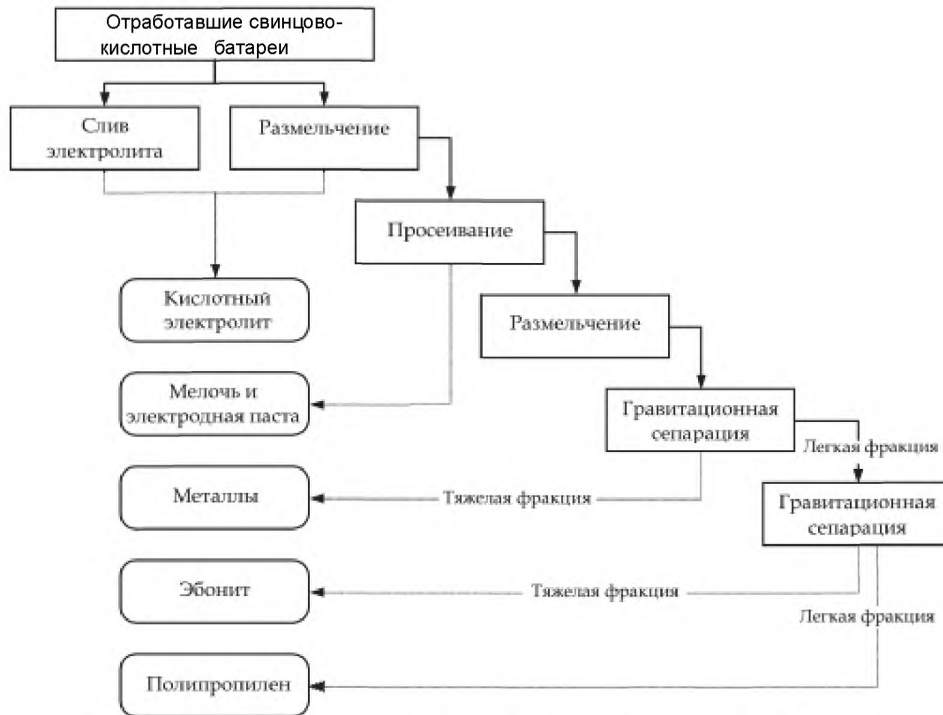 Отработавшие свинцово-
кислотные батареи
Слив
электролита
Размельчение
Просеивание
Кислотный
электролит
Размельчение
Мелочь и
электродная паста
Гравитационная
сепарация
Легкая фракция
Металлы
Тяжелая фракция
Гравитационная
сепарация
Эбонит
Тяжелая фракция
Легкая фракция
Полипропилен